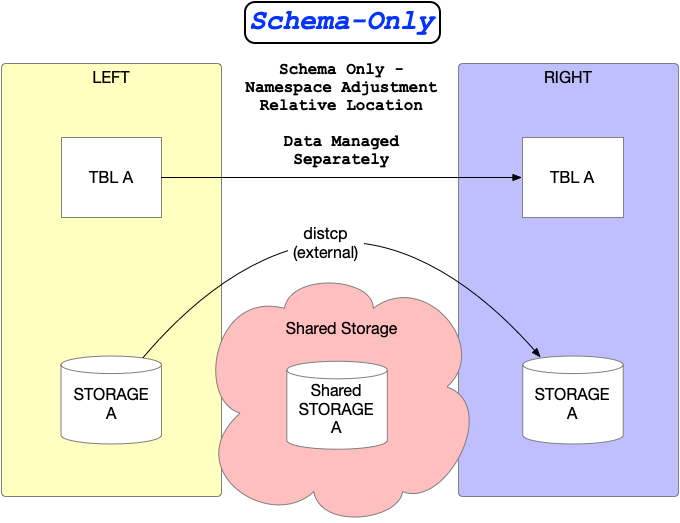 Schema-Only
LEFT
Schema Only -
Namespace Adjustment
Relative Location
Data Managed
Separately
RIGHT
TBL A
TBL A
distcp
(external)
Shared Storage
STORAGE
A
Shared
STORAGE
A
STORAGE
A